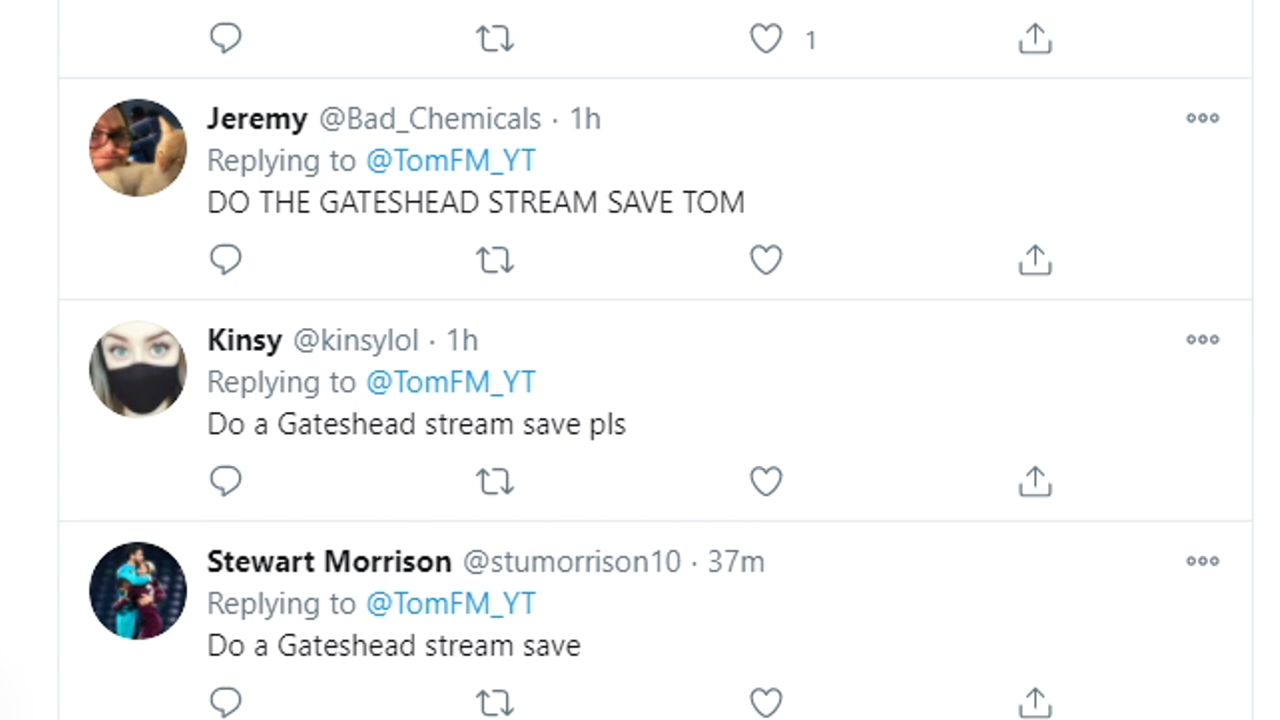 1
Jeremy @Bad_Chemicals · 1h
Replying to @TomFM_YT
DO THE GATESHEAD STREAM SAVE TOM
Kinsy @kinsylol · 1h
Replying to @TomFM_YT
Do a Gateshead stream save pls
Stewart Morrison @stumorrison10 · 37m
Replying to @TomFM_YT
Do a Gateshead stream save